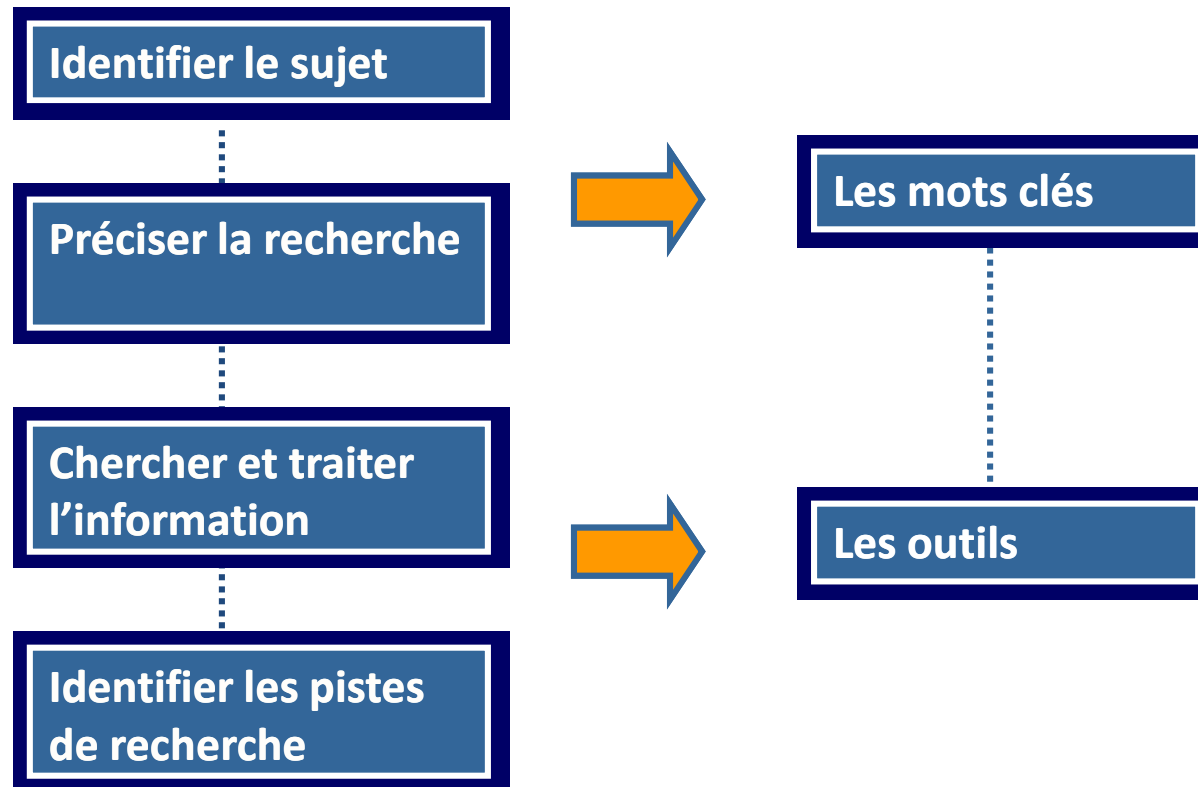 Identifier le sujet
Préciser la recherche
Chercher et traiter
l’information
Identifier les pistes
de recherche
Les mots clés
Les outils